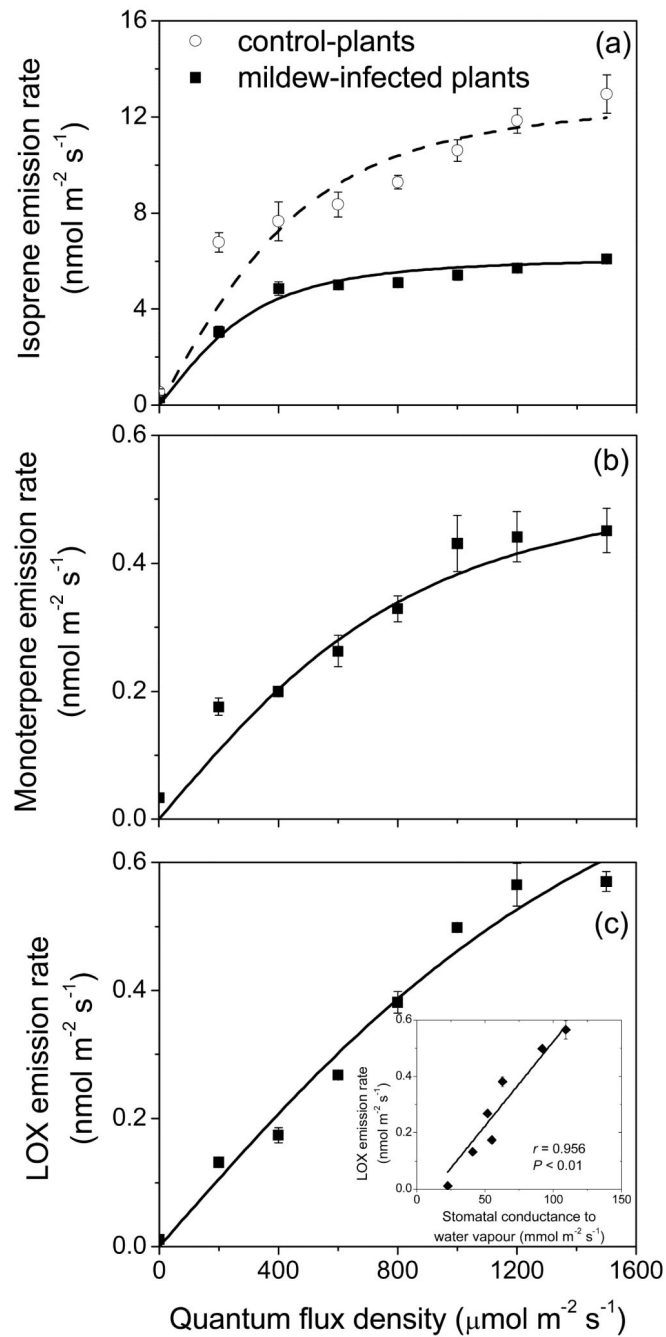 (a)
control-plants
mildew-infected plants
Isoprene emission rate
(nmol m⁻² s⁻¹)
16
12
8
4
0
(b)
Monoterpene emission rate
(nmol m⁻² s⁻¹)
0.6
0.4
0.2
0.0
(c)
LOX emission rate
(nmol m⁻² s⁻¹)
0.6
0.4
0.2
0.0
LOX emission rate
(nmol m⁻² s⁻¹)
0.6
0.4
0.2
0.0
r = 0.956
P < 0.01
0 50 100 150
Stomatal conductance to
water vapour (mmol m⁻² s⁻¹)
0 400 800 1200 1600
Quantum flux density (μmol m⁻² s⁻¹)